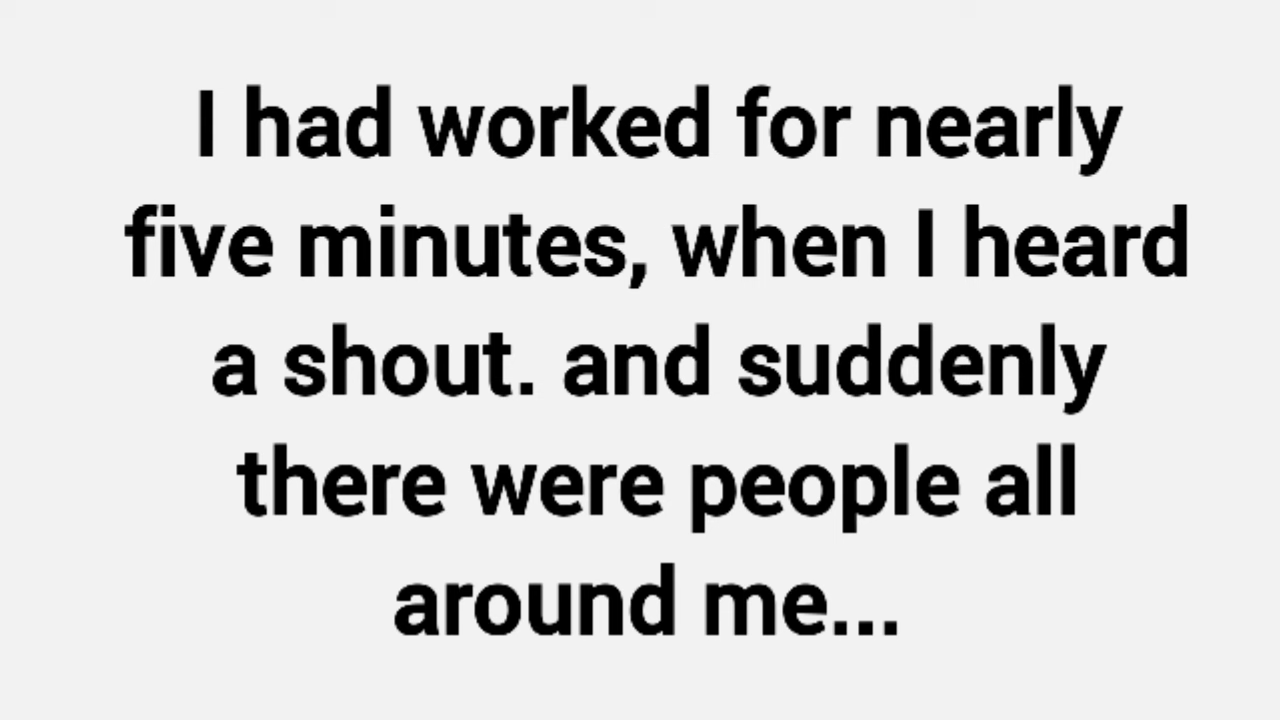 I had worked for nearly
five minutes, when I heard
a shout. and suddenly
there were people all
around me...